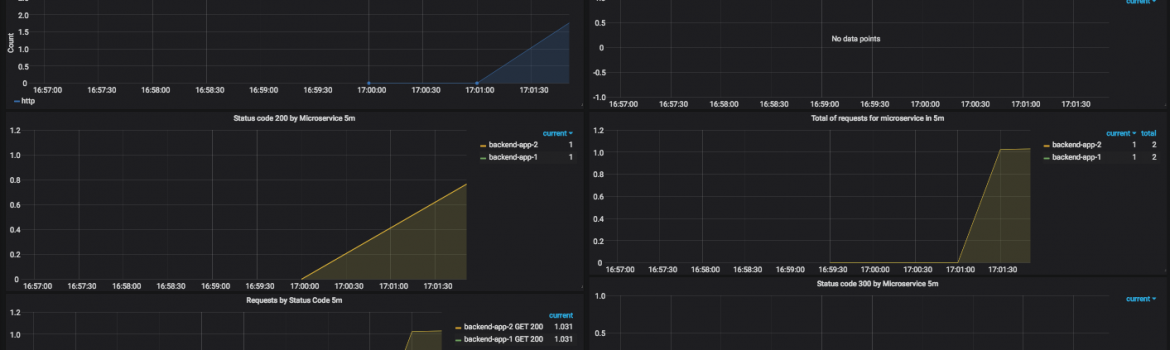 2.0
1.5
1.0
0.5
0
Count
16:57:00 16:57:30 16:58:00 16:58:30 16:59:00 16:59:30 17:00:00 17:00:30 17:01:00 17:01:30
http
current
0.5
0
-0.5
-1.0
No data points
16:57:00 16:57:30 16:58:00 16:58:30 16:59:00 16:59:30 17:00:00 17:00:30 17:01:00 17:01:30
Status code 200 by Microservice 5m
1.2
1.0
0.8
0.6
0.4
0.2
0
16:57:00 16:57:30 16:58:00 16:58:30 16:59:00 16:59:30 17:00:00 17:00:30 17:01:00 17:01:30
current
backend-app-2 1
backend-app-1 1
Total of requests for microservice in 5m
1.2
1.0
0.8
0.6
0.4
0.2
0
16:57:00 16:57:30 16:58:00 16:58:30 16:59:00 16:59:30 17:00:00 17:00:30 17:01:00 17:01:30
current total
backend-app-2 1 2
backend-app-1 1 2
Requests by Status Code 5m
1.2
1.0
current
backend-app-2 GET 200 1.031
backend-app-1 GET 200 1.031
Status code 300 by Microservice 5m
1.0
0.5
current